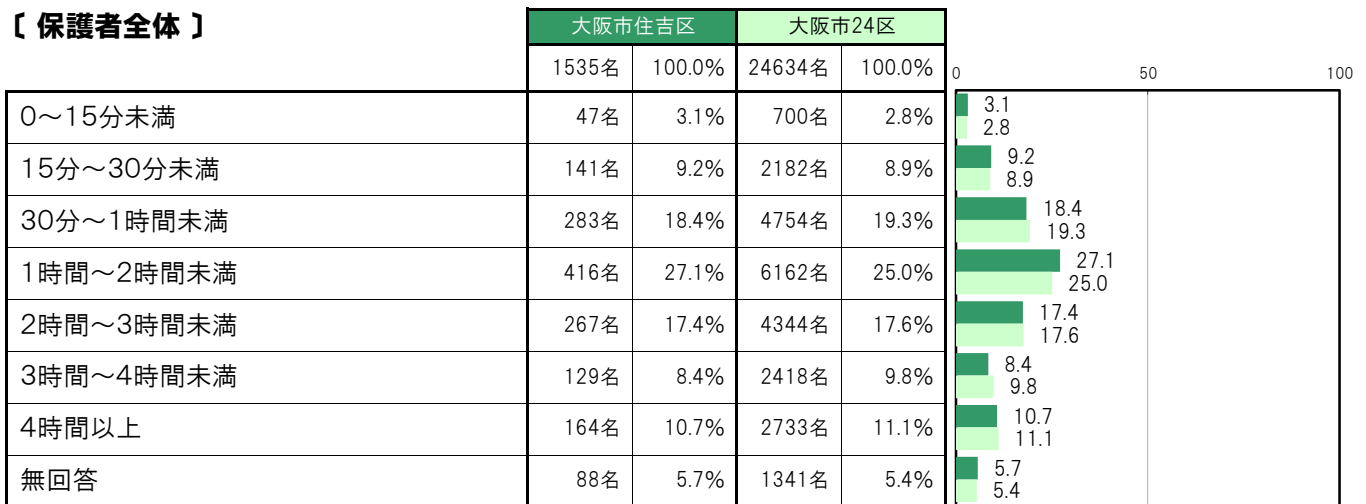 〔 保護者全体 〕
大阪市住吉区 大阪市24区
1535名 100.0% 24634名 100.0% 0 50 100
0～15分未満 47名 3.1% 700名 2.8% 3.1
2.8
15分～30分未満 141名 9.2% 2182名 8.9% 9.2
8.9
30分～1時間未満 283名 18.4% 4754名 19.3% 18.4
19.3
1時間～2時間未満 416名 27.1% 6162名 25.0% 27.1
25.0
2時間～3時間未満 267名 17.4% 4344名 17.6% 17.4
17.6
3時間～4時間未満 129名 8.4% 2418名 9.8% 8.4
9.8
4時間以上 164名 10.7% 2733名 11.1% 10.7
11.1
無回答 88名 5.7% 1341名 5.4% 5.7
5.4